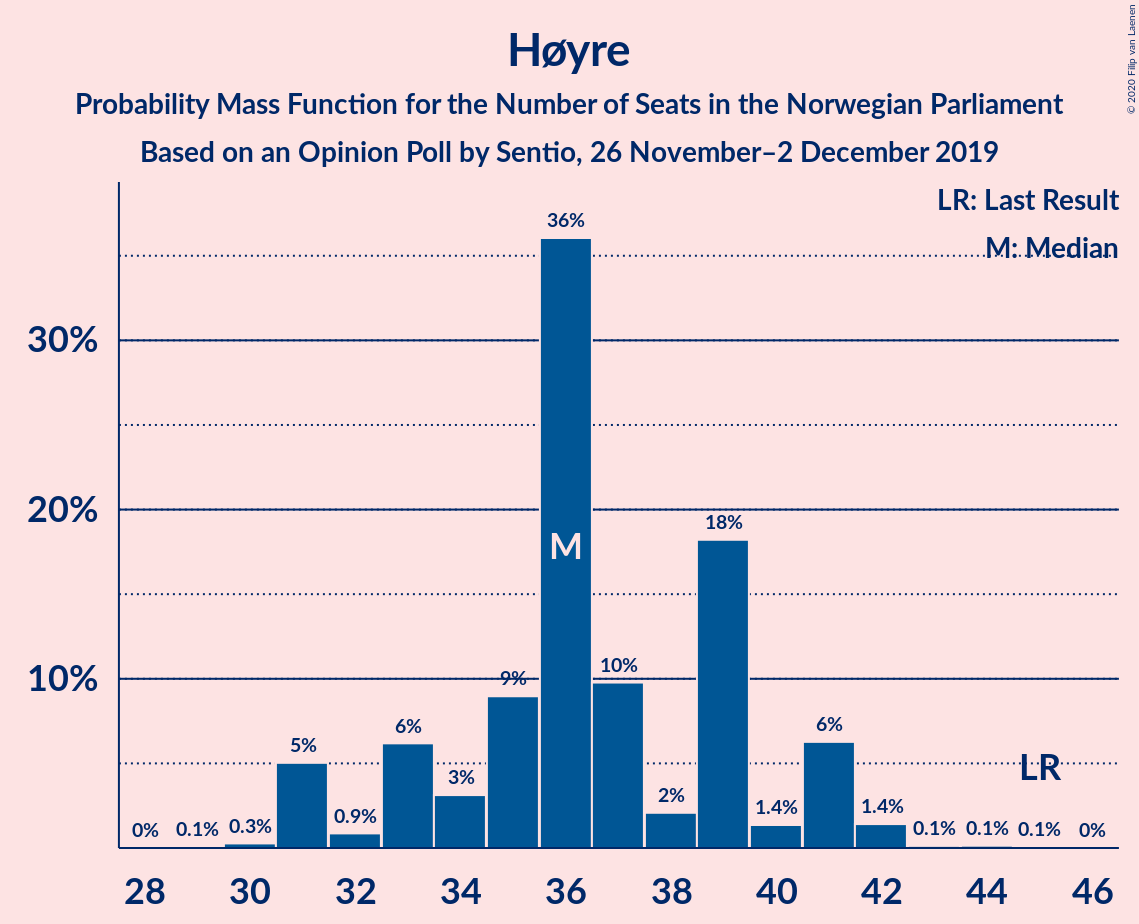 Høyre
Probability Mass Function for the Number of Seats in the Norwegian Parliament
Based on an Opinion Poll by Sentio, 26 November–2 December 2019
© 2020 Filip van Laenen
LR: Last Result
M: Median
30%
20%
10%
0%
0.1%
0.3%
5%
0.9%
6%
3%
9%
36%
M
10%
2%
18%
1.4%
6%
1.4%
0.1%
0.1%
0.1%
LR
0%
28 30 32 34 36 38 40 42 44 46